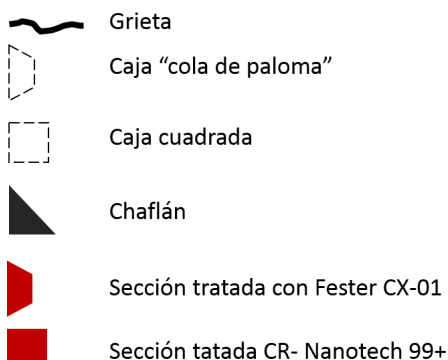 Grieta
Caja “cola de paloma”
Caja cuadrada
Chaflán
Sección tratada con Fester CX-01
Sección tatada CR- Nanotech 99+